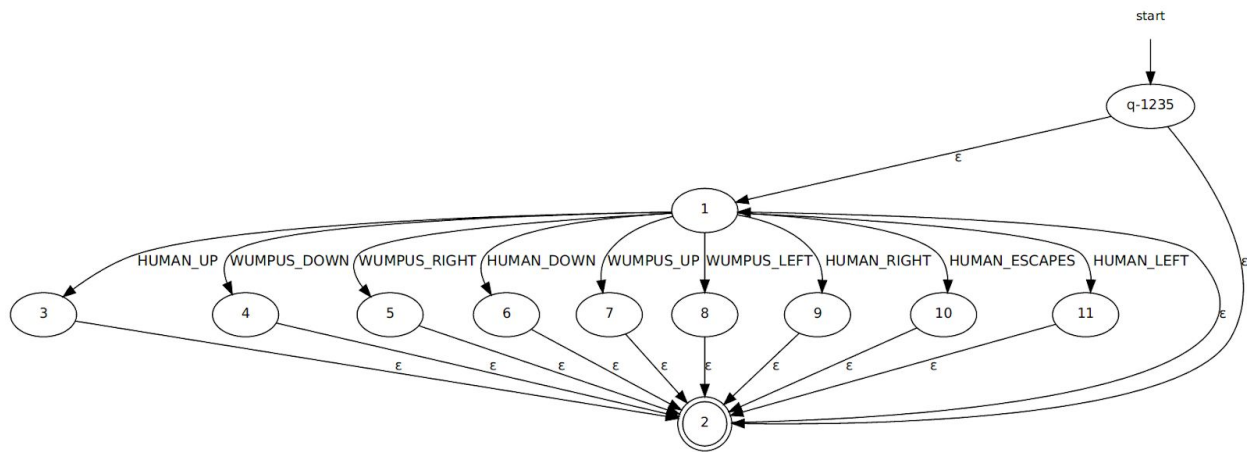 start
q-1235
ε
1
HUMAN_UP
WUMPUS_DOWN
WUMPUS_RIGHT
HUMAN_DOWN
WUMPUS_UP
WUMPUS_LEFT
HUMAN_RIGHT
HUMAN_ESCAPES
HUMAN_LEFT
ε
3
4
5
6
7
8
9
10
11
ε
ε
ε
ε
ε
ε
ε
ε
ε
ε
2